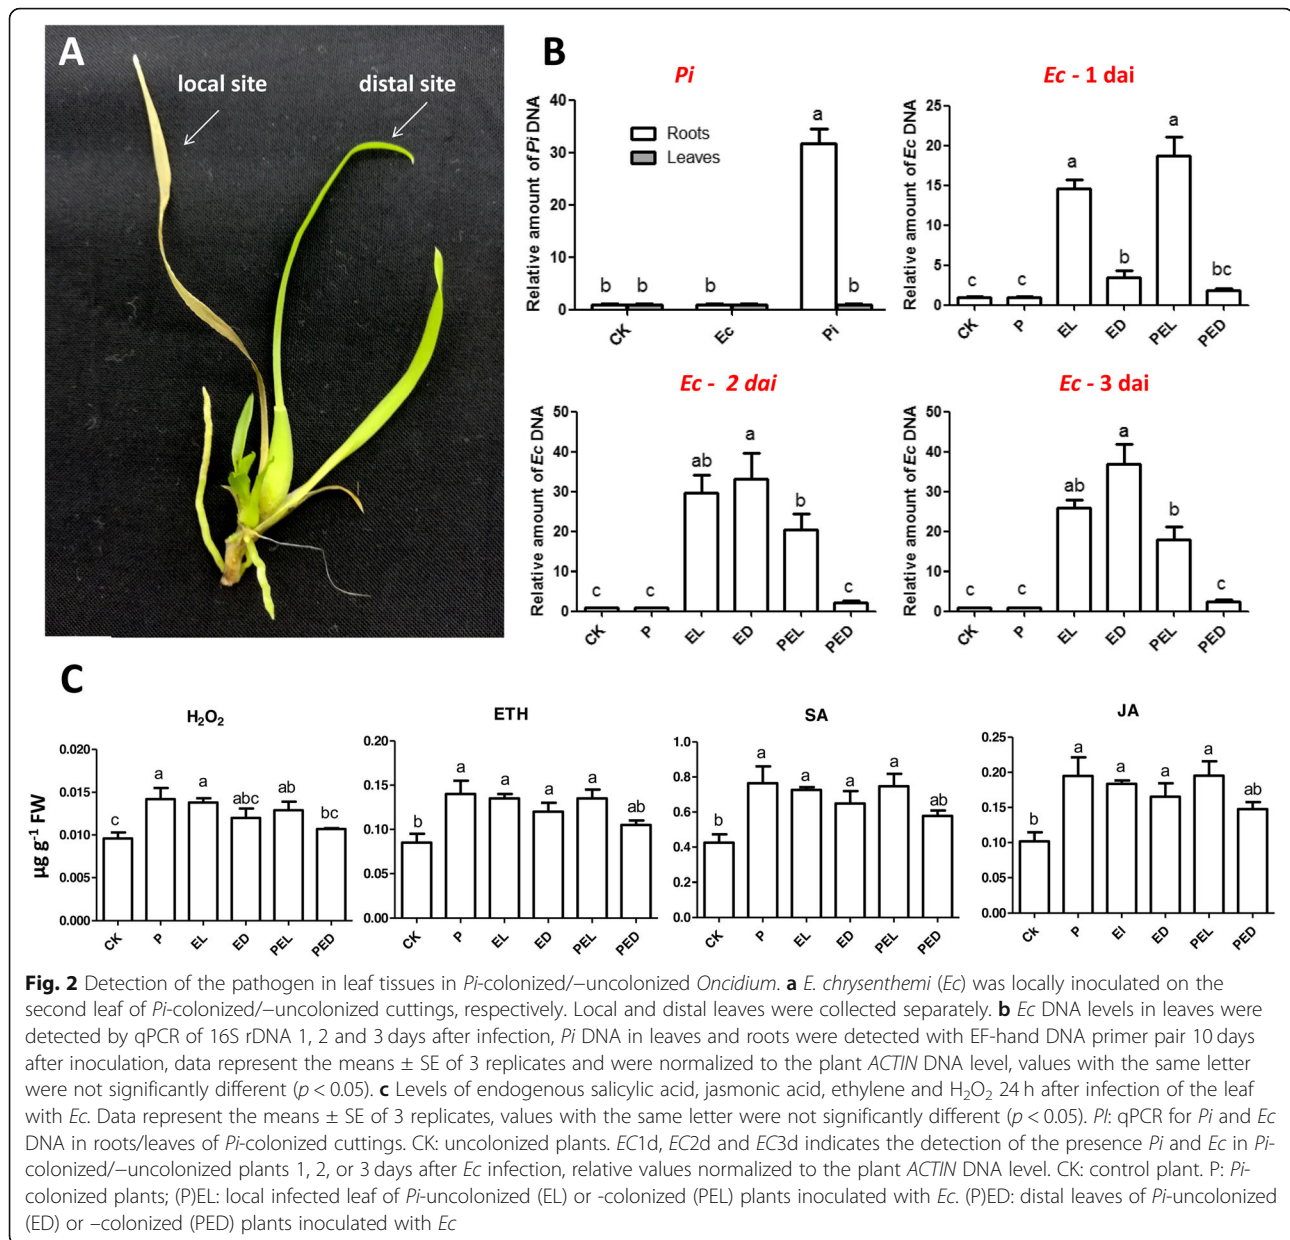 A
local site
distal site
B
Pi
Relative amount of Pi DNA
40
30
20
10
0
Roots
Leaves
b b b a b
CK Ec Pi
Ec - 1 dai
Relative amount of Ec DNA
25
20
15
10
5
0
c c a b a bc
CK P EL ED PEL PED
Ec - 2 dai
Relative amount of Ec DNA
50
40
30
20
10
0
c c ab a b c
CK P EL ED PEL PED
Ec - 3 dai
Relative amount of Ec DNA
50
40
30
20
10
0
c c ab a b c
CK P EL ED PEL PED
C
µg g⁻¹ FW
H₂O₂
0.020
0.015
0.010
0.005
0.000
c a a abc ab bc
CK P EL ED PEL PED
ETH
0.20
0.15
0.10
0.05
0.00
b a a a a ab
CK P EL ED PEL PED
SA
1.0
0.8
0.6
0.4
0.2
0.0
b a a a a ab
CK P EL ED PEL PED
JA
0.25
0.20
0.15
0.10
0.05
0.00
b a a a a ab
CK P El ED PEL PED
Fig. 2 Detection of the pathogen in leaf tissues in Pi-colonized/−uncolonized Oncidium. a E. chrysenthemi (Ec) was locally inoculated on the
second leaf of Pi-colonized/−uncolonized cuttings, respectively. Local and distal leaves were collected separately. b Ec DNA levels in leaves were
detected by qPCR of 16S rDNA 1, 2 and 3 days after infection, Pi DNA in leaves and roots were detected with EF-hand DNA primer pair 10 days
after inoculation, data represent the means ± SE of 3 replicates and were normalized to the plant ACTIN DNA level, values with the same letter
were not significantly different (p < 0.05). c Levels of endogenous salicylic acid, jasmonic acid, ethylene and H₂O₂ 24 h after infection of the leaf
with Ec. Data represent the means ± SE of 3 replicates, values with the same letter were not significantly different (p < 0.05). PI: qPCR for Pi and Ec
DNA in roots/leaves of Pi-colonized cuttings. CK: uncolonized plants. EC1d, EC2d and EC3d indicates the detection of the presence Pi and Ec in Pi-
colonized/−uncolonized plants 1, 2, or 3 days after Ec infection, relative values normalized to the plant ACTIN DNA level. CK: control plant. P: Pi-
colonized plants; (P)EL: local infected leaf of Pi-uncolonized (EL) or -colonized (PEL) plants inoculated with Ec. (P)ED: distal leaves of Pi-uncolonized
(ED) or –colonized (PED) plants inoculated with Ec